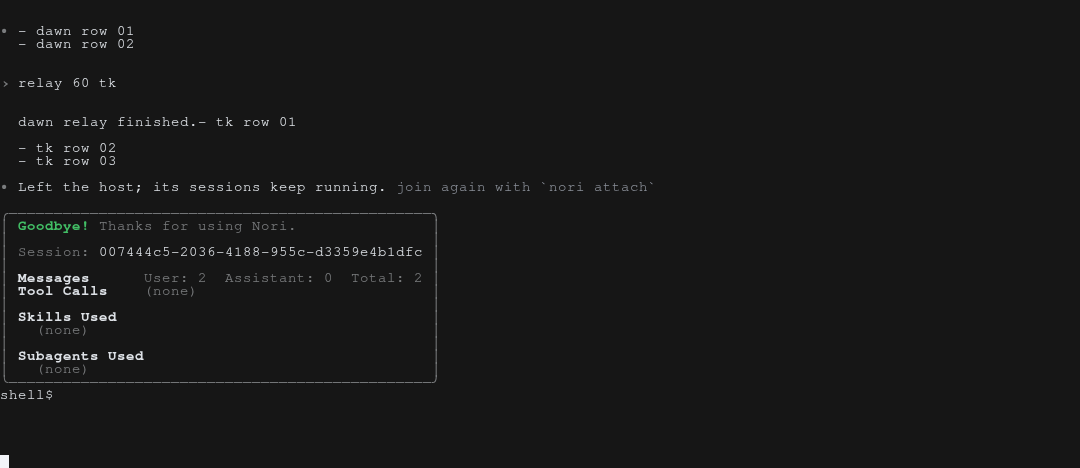 • - dawn row 01
- dawn row 02
› relay 60 tk
dawn relay finished.- tk row 01
- tk row 02
- tk row 03
• Left the host; its sessions keep running. join again with `nori attach`
Goodbye! Thanks for using Nori.
Session: 007444c5-2036-4188-955c-d3359e4b1dfc
Messages User: 2 Assistant: 0 Total: 2
Tool Calls (none)
Skills Used
(none)
Subagents Used
(none)
shell$